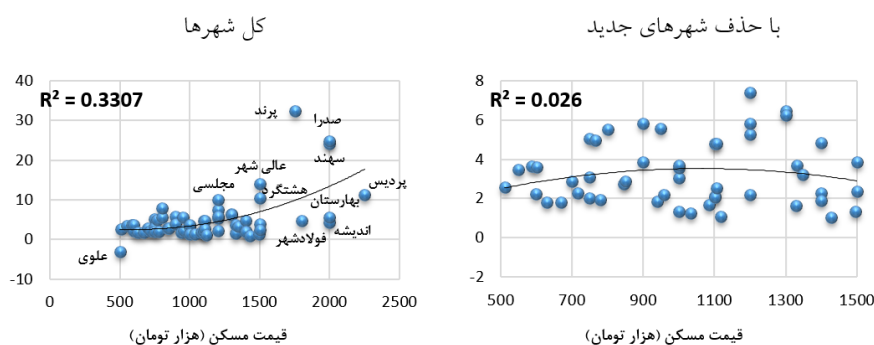 کل شهرها
با حذف شهرهای جدید
40
30
20
10
0
-10
R² = 0.3307
پرند
صدرا
سهند
عالی شهر
هشتگرد
مجلسی
پردیس
بهارستان
اندیشه
فولادشهر
علوی
0 500 1000 1500 2000 2500
قیمت مسکن (هزار تومان)
8
6
4
2
0
-2
R² = 0.026
500 700 900 1100 1300 1500
قیمت مسکن (هزار تومان)